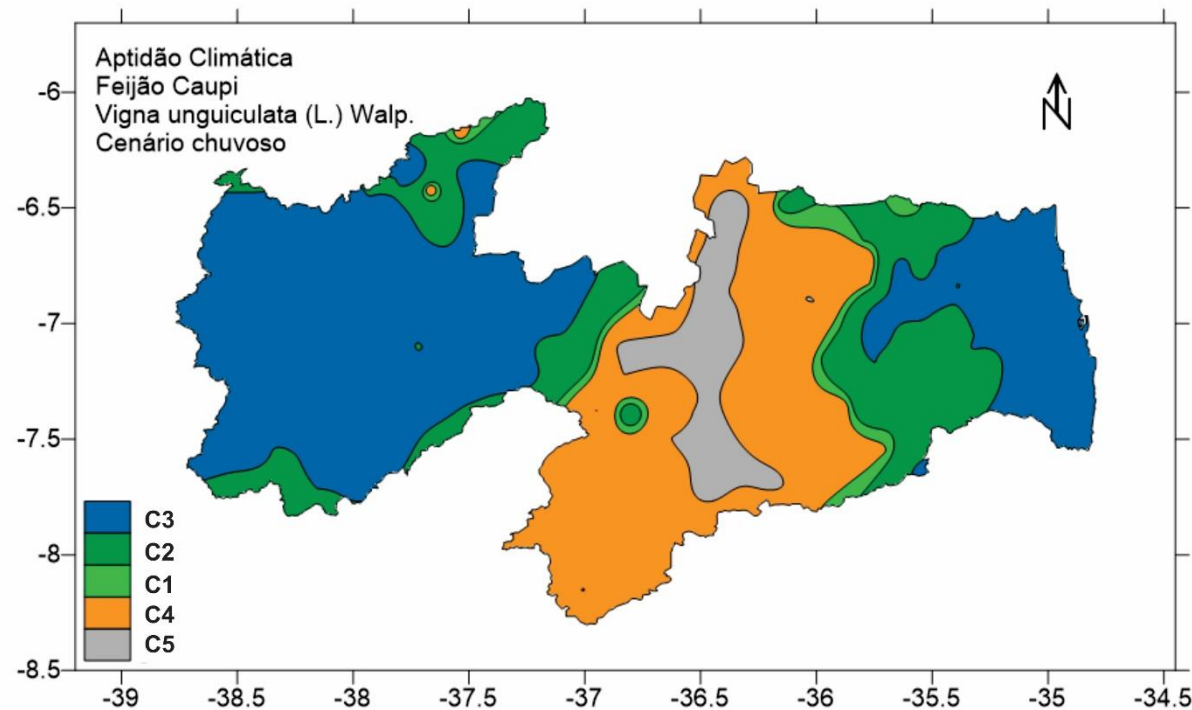 Aptidão Climática
Feijão Caupi
Vigna unguiculata (L.) Walp.
Cenário chuvoso
N
-6
-6.5
-7
-7.5
-8
-8.5
C3
C2
C1
C4
C5
-39
-38.5
-38
-37.5
-37
-36.5
-36
-35.5
-35
-34.5